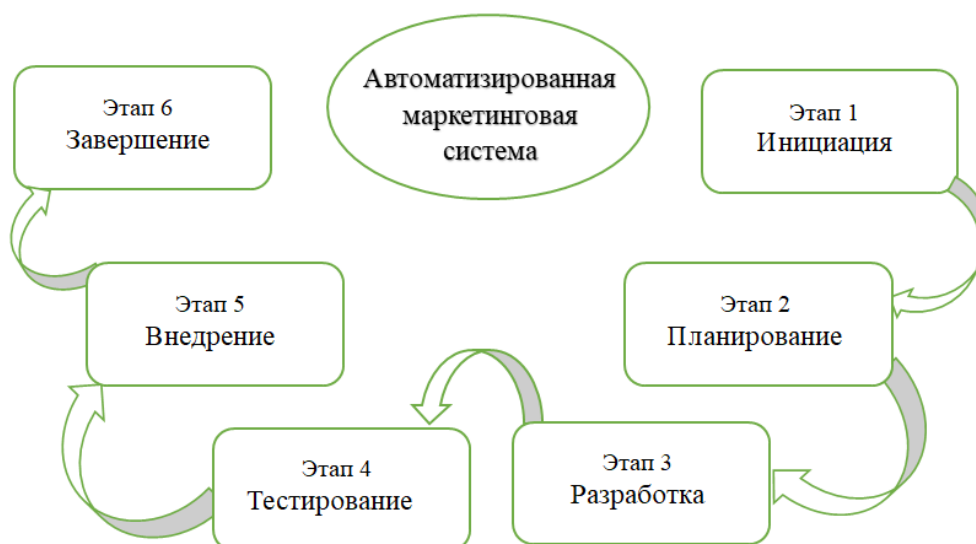 Автоматизированная
маркетинговая
система
Этап 1
Инициация
Этап 2
Планирование
Этап 3
Разработка
Этап 4
Тестирование
Этап 5
Внедрение
Этап 6
Завершение